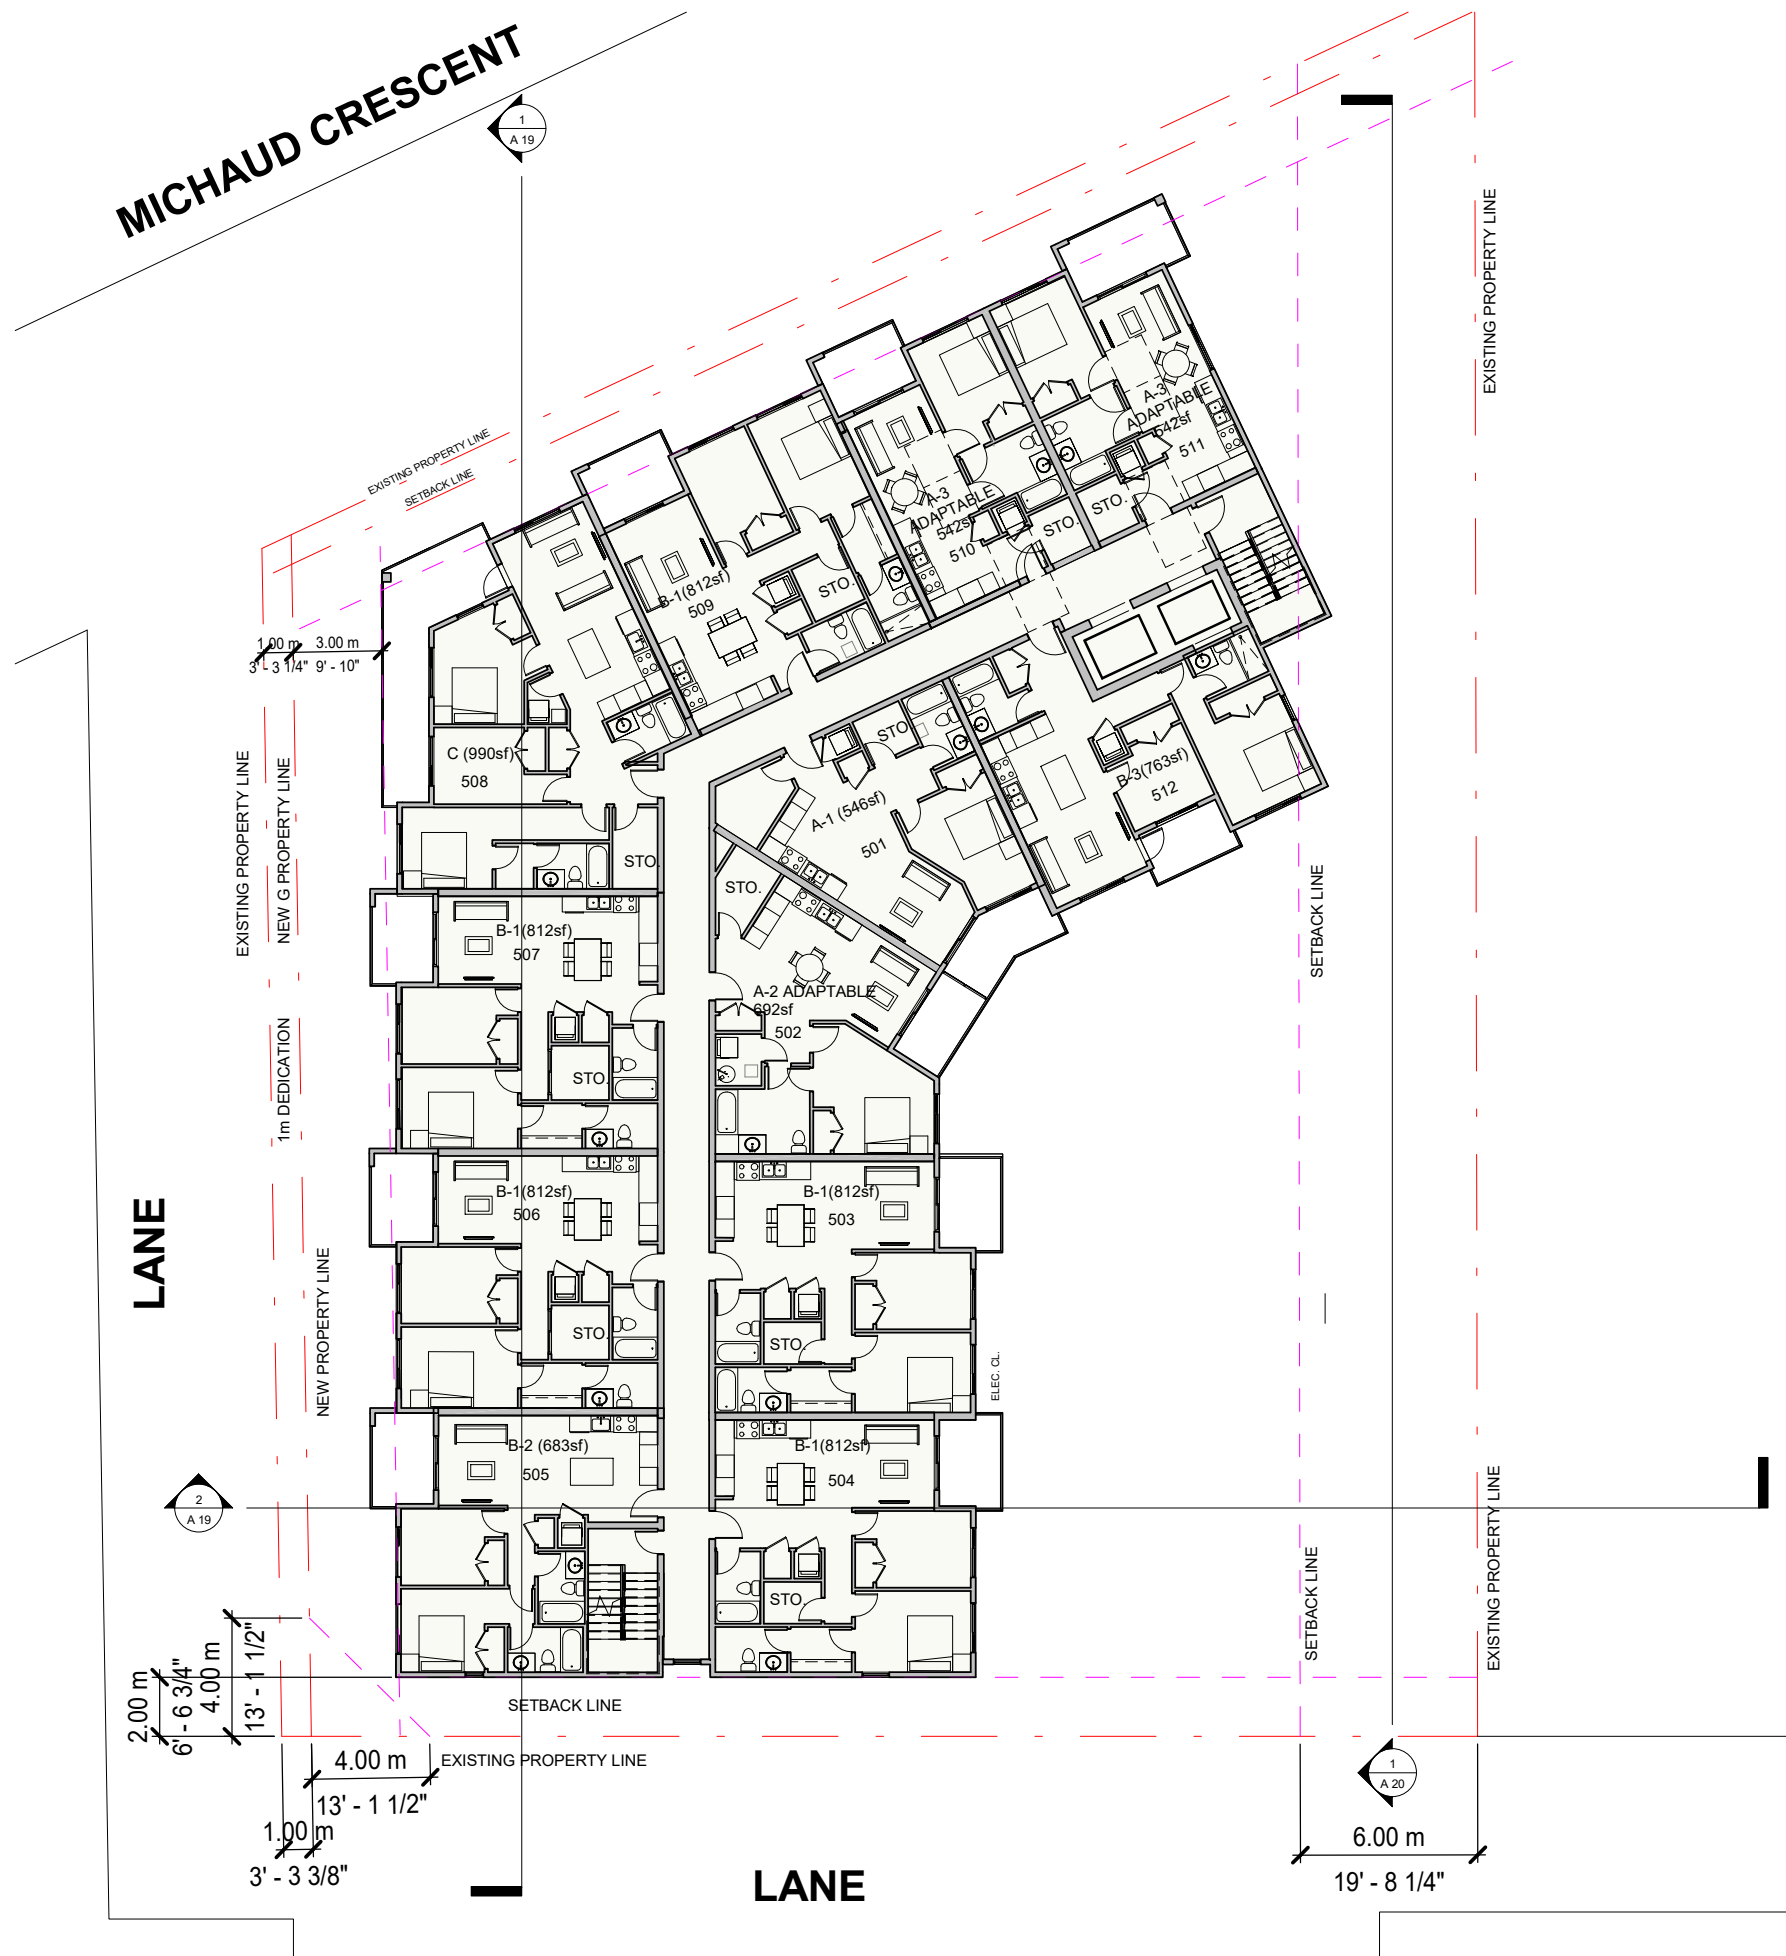 MICHAUD CRESCENT
1
A 19
EXISTING PROPERTY LINE
EXISTING PROPERTY LINE
SETBACK LINE
A-3
ADAPTABLE
542sf
511
STO.
A-3
ADAPTABLE
542sf
510
STO.
B-1(812sf)
509
STO.
1.00 m
3.00 m
3' - 3 1/4"
9' - 10"
C (990sf)
508
STO.
STO.
A-1 (546sf)
501
B-3(763sf)
512
EXISTING PROPERTY LINE
NEW G PROPERTY LINE
SETBACK LINE
STO.
B-1(812sf)
507
STO.
A-2 ADAPTABLE
692sf
502
1m DEDICATION
B-1(812sf)
506
STO.
B-1(812sf)
503
STO.
LANE
NEW PROPERTY LINE
ELEC. CL.
B-2 (683sf)
505
B-1(812sf)
504
STO.
2
A 19
EXISTING PROPERTY LINE
SETBACK LINE
2.00 m
6' - 6 3/4"
4.00 m
13' - 1 1/2"
SETBACK LINE
EXISTING PROPERTY LINE
4.00 m
13' - 1 1/2"
1.00 m
3' - 3 3/8"
1
A 20
6.00 m
19' - 8 1/4"
LANE